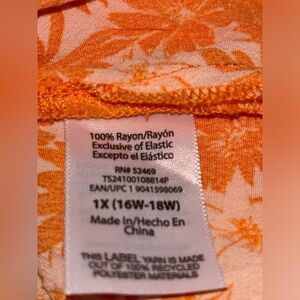 100% Rayon/Rayón
Exclusive of Elastic
Excepto el Elástico
RN# 52469
TS24100108814P
EAN/UPC 1 9041598069
1X (16W-18W)
Made in/Hecho En
China
THIS LABEL YARN IS MADE
OUT OF 100% RECYCLED
POLYESTER MATERIALS